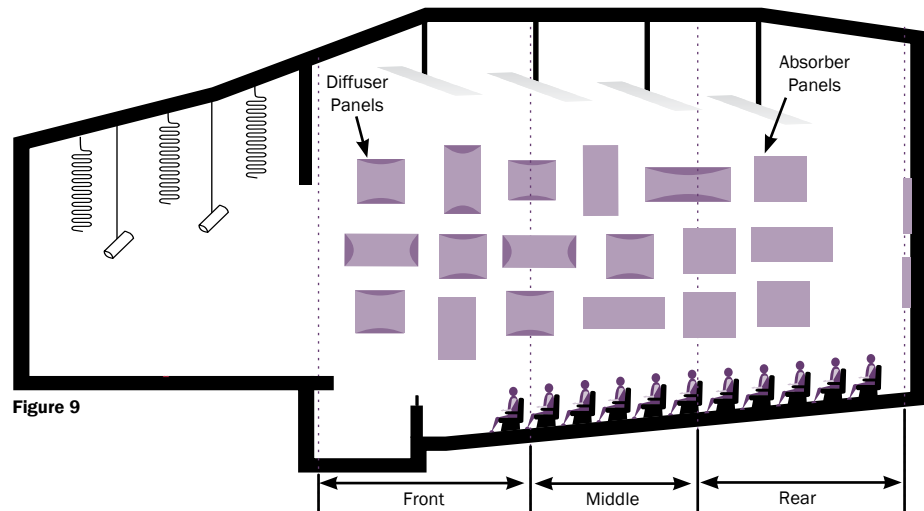 Diffuser
Panels
Absorber
Panels
Figure 9
Front
Middle
Rear